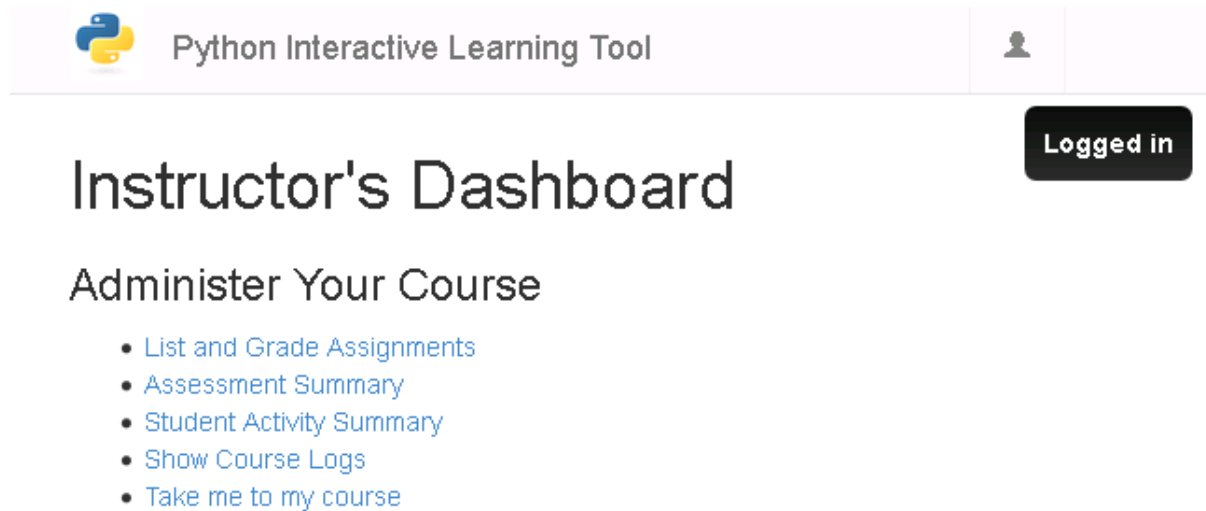 Python Interactive Learning Tool
Logged in
Instructor's Dashboard
Administer Your Course
List and Grade Assignments
Assessment Summary
Student Activity Summary
Show Course Logs
Take me to my course